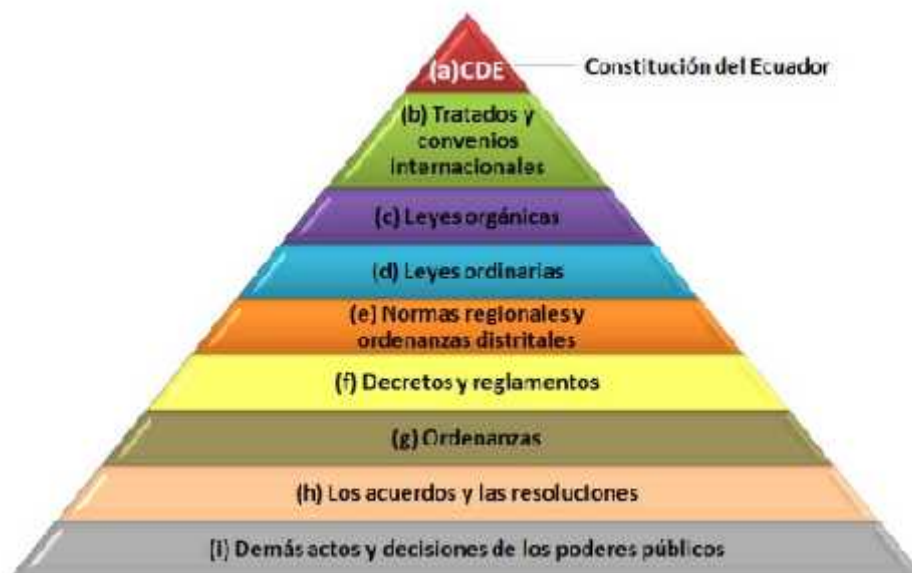 (a)CDE
Constitución del Ecuador
(b) Tratados y
convenios
internacionales
(c) Leyes orgánicas
(d) Leyes ordinarias
(e) Normas regionales y
ordenanzas distritales
(f) Decretos y reglamentos
(g) Ordenanzas
(h) Los acuerdos y las resoluciones
(i) Demás actos y decisiones de los poderes públicos